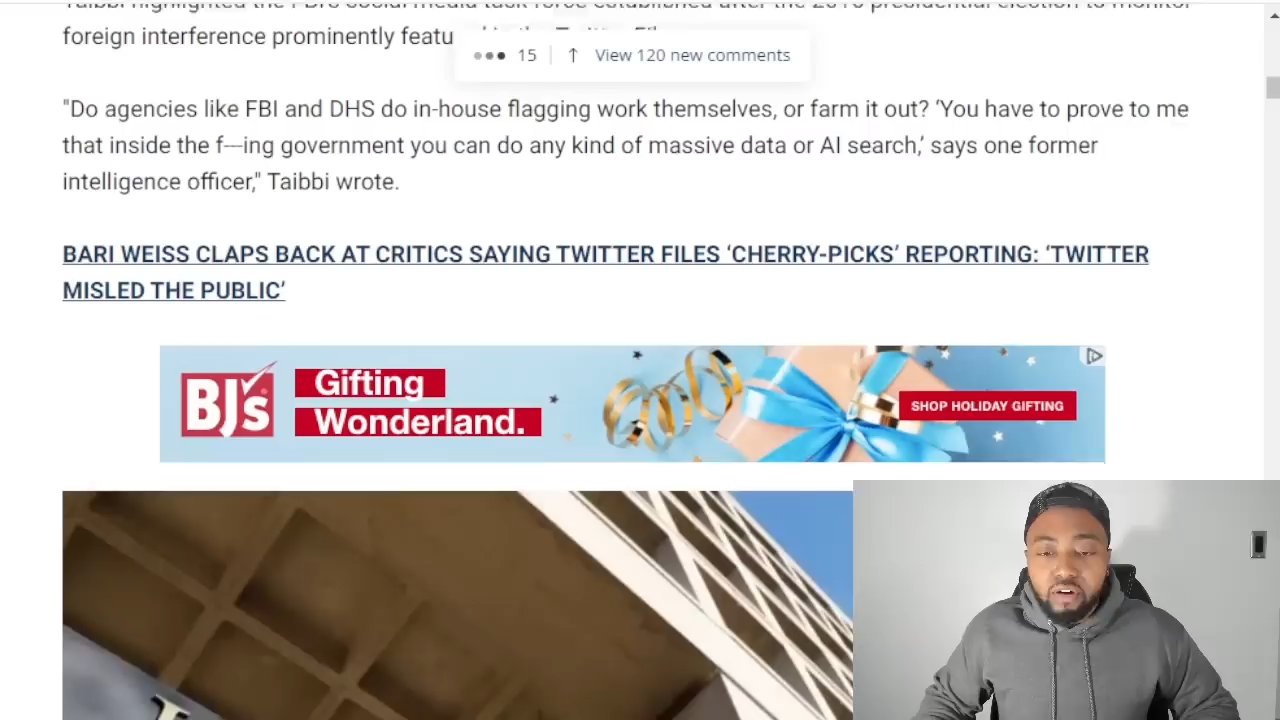 foreign interference prominently
15 ↑ View 120 new comments
"Do agencies like FBI and DHS do in-house flagging work themselves, or farm it out? ‘You have to prove to me
that inside the f---ing government you can do any kind of massive data or AI search,’ says one former
intelligence officer," Taibbi wrote.
BARI WEISS CLAPS BACK AT CRITICS SAYING TWITTER FILES ‘CHERRY-PICKS’ REPORTING: ‘TWITTER
MISLED THE PUBLIC’
BJ's
Gifting
Wonderland.
SHOP HOLIDAY GIFTING